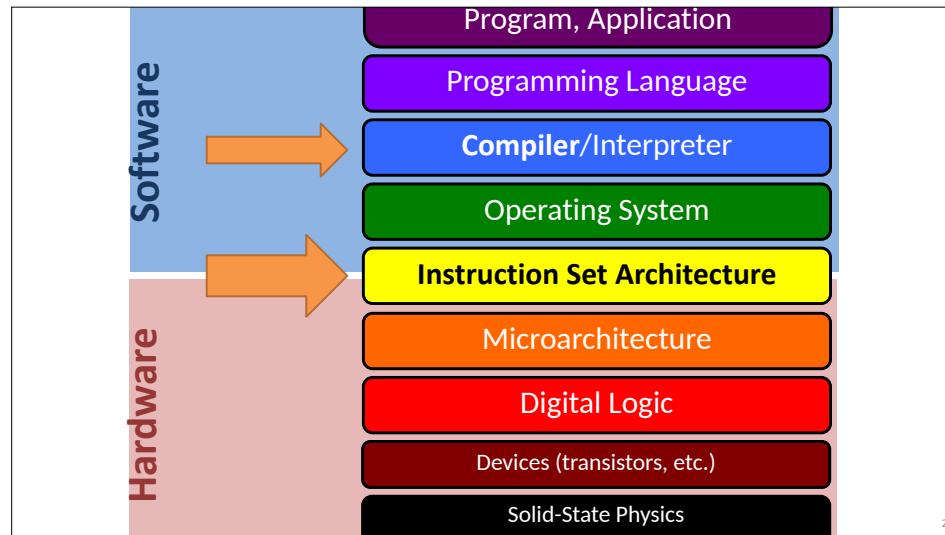 Program, Application
Programming Language
Software
Compiler/Interpreter
Operating System
Instruction Set Architecture
Microarchitecture
Hardware
Digital Logic
Devices (transistors, etc.)
Solid-State Physics
2